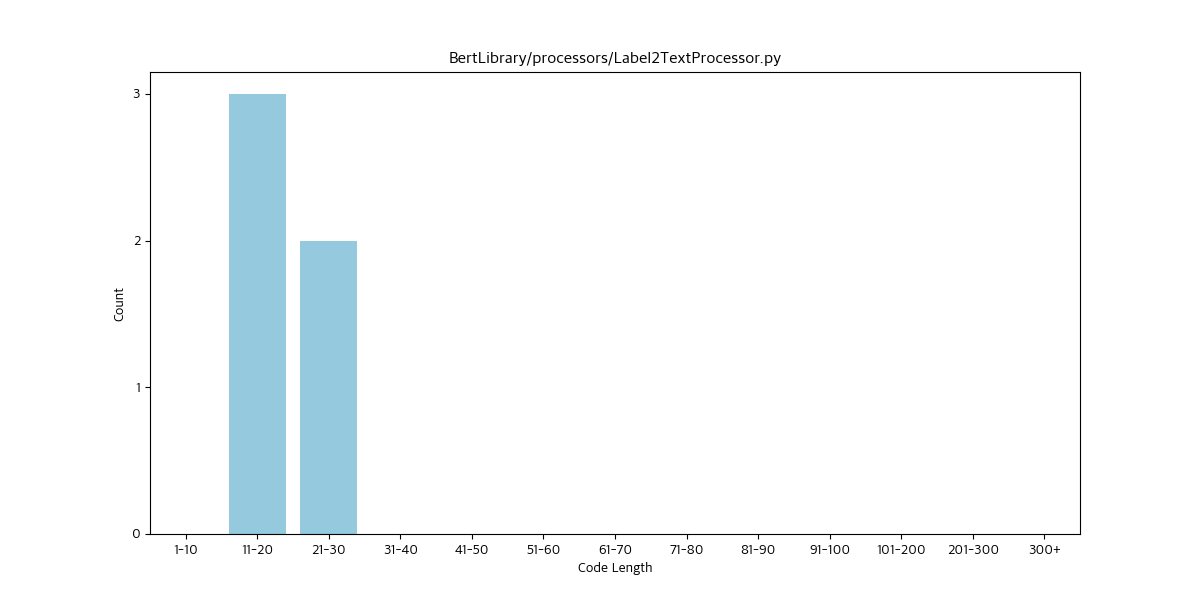 BertLibrary/processors/Label2TextProcessor.py
3
2
1
0
Count
1-10 11-20 21-30 31-40 41-50 51-60 61-70 71-80 81-90 91-100 101-200 201-300 300+
Code Length